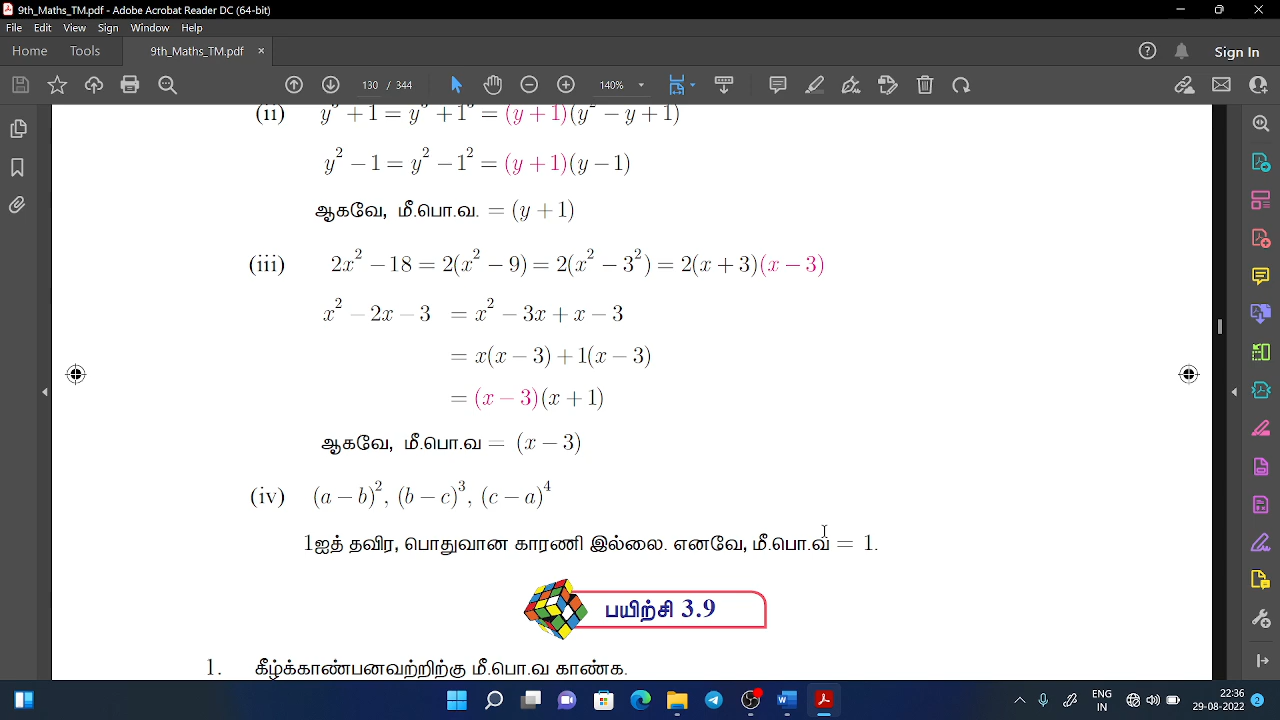 9th_Maths_TM.pdf - Adobe Acrobat Reader DC (64-bit)
File Edit View Sign Window Help
Home Tools 9th_Maths_TM.pdf × Sign In
130 / 344 140%
(ii) y³ + 1 = y³ + 1³ = (y + 1)(y² − y + 1)
y² − 1 = y² − 1² = (y + 1)(y − 1)
ஆகவே, மீ.பொ.வ. = (y + 1)
(iii) 2x² − 18 = 2(x² − 9) = 2(x² − 3²) = 2(x + 3)(x − 3)
x² − 2x − 3 = x² − 3x + x − 3
= x(x − 3) + 1(x − 3)
= (x − 3)(x + 1)
ஆகவே, மீ.பொ.வ = (x − 3)
(iv) (a − b)², (b − c)³, (c − a)⁴
1ஐத் தவிர, பொதுவான காரணி இல்லை. எனவே, மீ.பொ.வ = 1.
பயிற்சி 3.9
1. கீழ்க்காண்பனவற்றிற்கு மீ.பொ.வ காண்க.
ENG
IN
22:36
29-08-2022
2